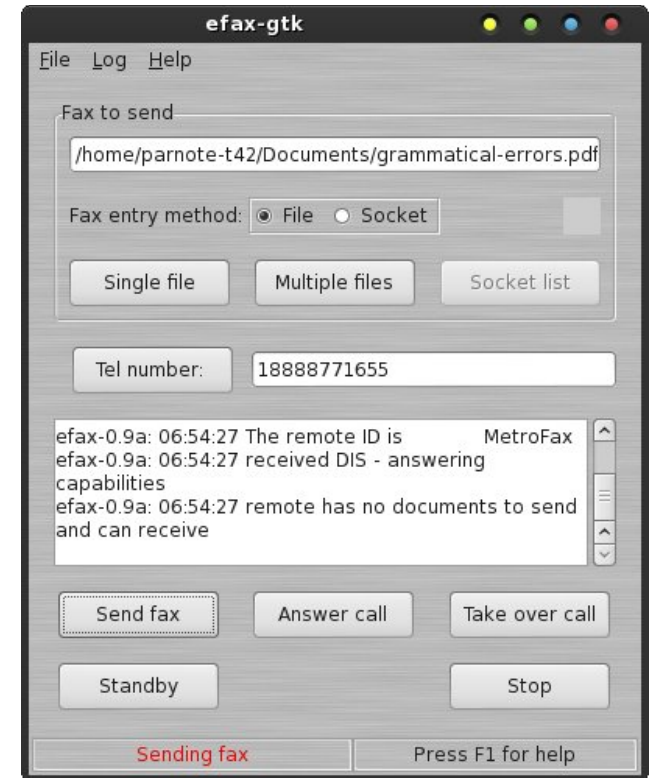 efax-gtk
File Log Help
Fax to send
/home/parnote-t42/Documents/grammatical-errors.pdf
Fax entry method: File Socket
Single file Multiple files Socket list
Tel number: 18888771655
efax-0.9a: 06:54:27 The remote ID is MetroFax
efax-0.9a: 06:54:27 received DIS - answering
capabilities
efax-0.9a: 06:54:27 remote has no documents to send
and can receive
Send fax Answer call Take over call
Standby Stop
Sending fax Press F1 for help